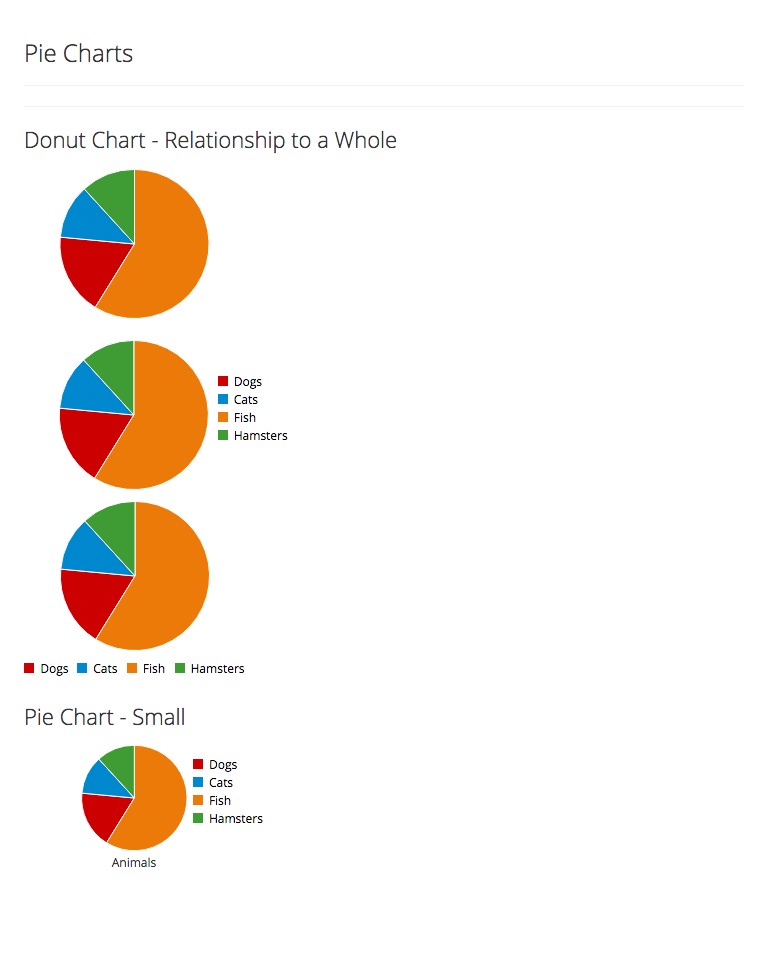 Pie Charts
Donut Chart - Relationship to a Whole
Dogs
Cats
Fish
Hamsters
Dogs Cats Fish Hamsters
Pie Chart - Small
Dogs
Cats
Fish
Hamsters
Animals